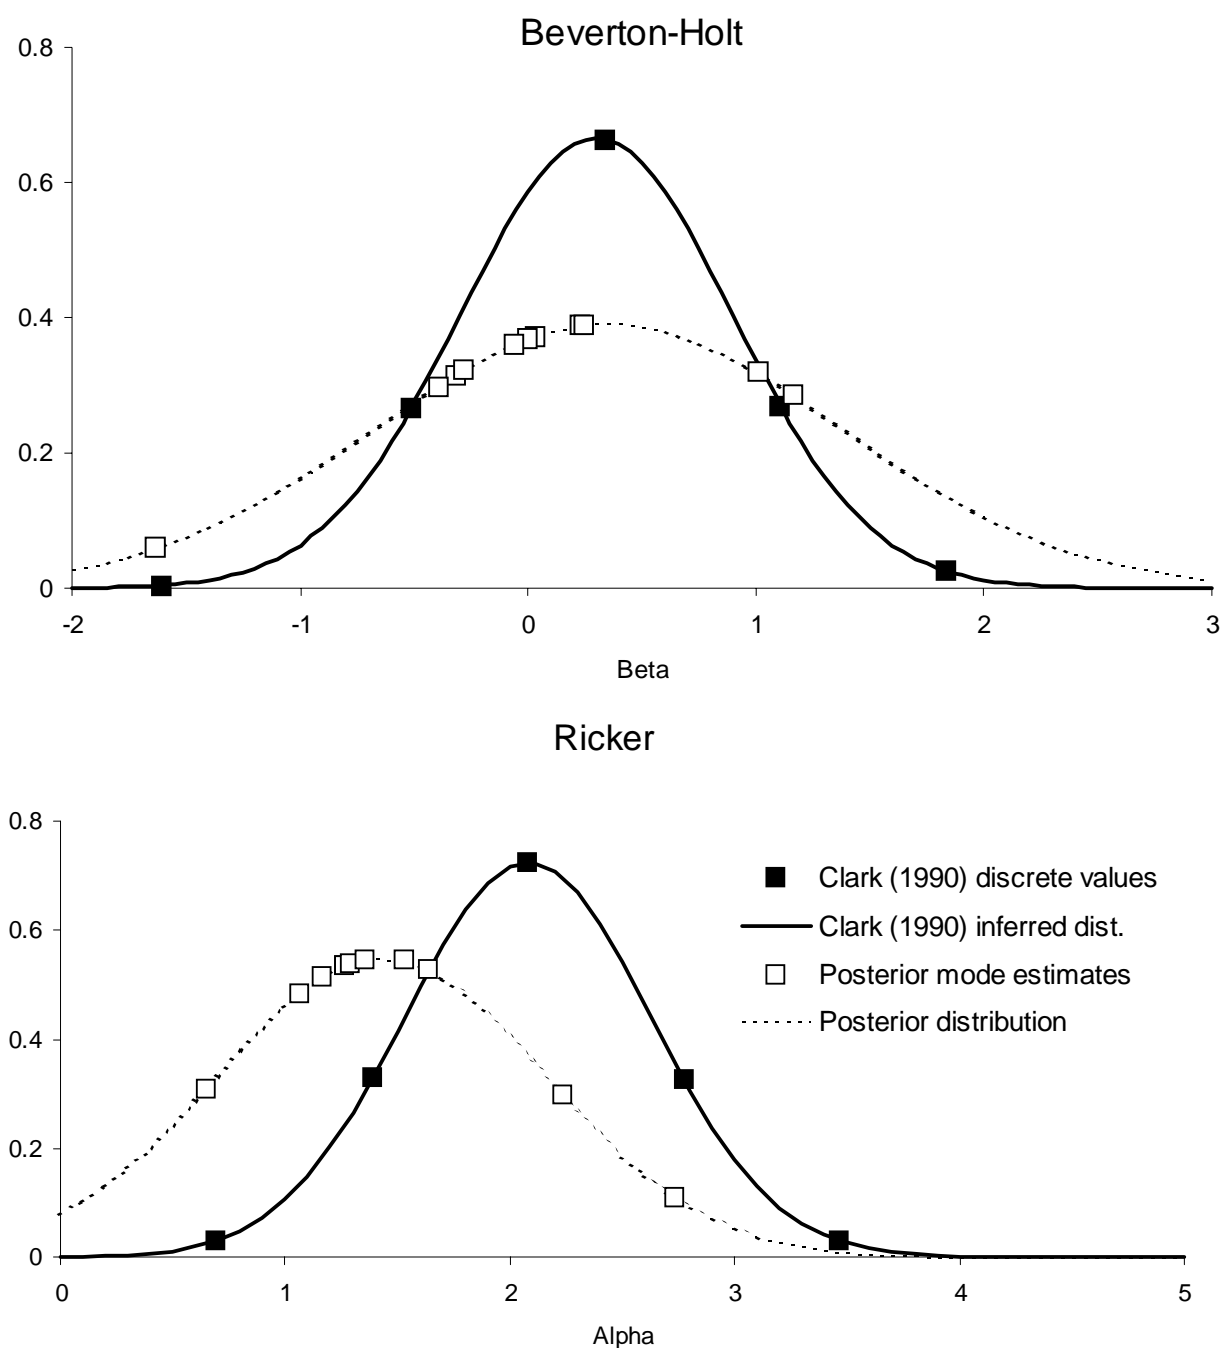 Beverton-Holt
0.8
0.6
0.4
0.2
0
-2 -1 0 1 2 3
Beta
Ricker
0.8
0.6
0.4
0.2
0
Clark (1990) discrete values
Clark (1990) inferred dist.
Posterior mode estimates
Posterior distribution
0 1 2 3 4 5
Alpha